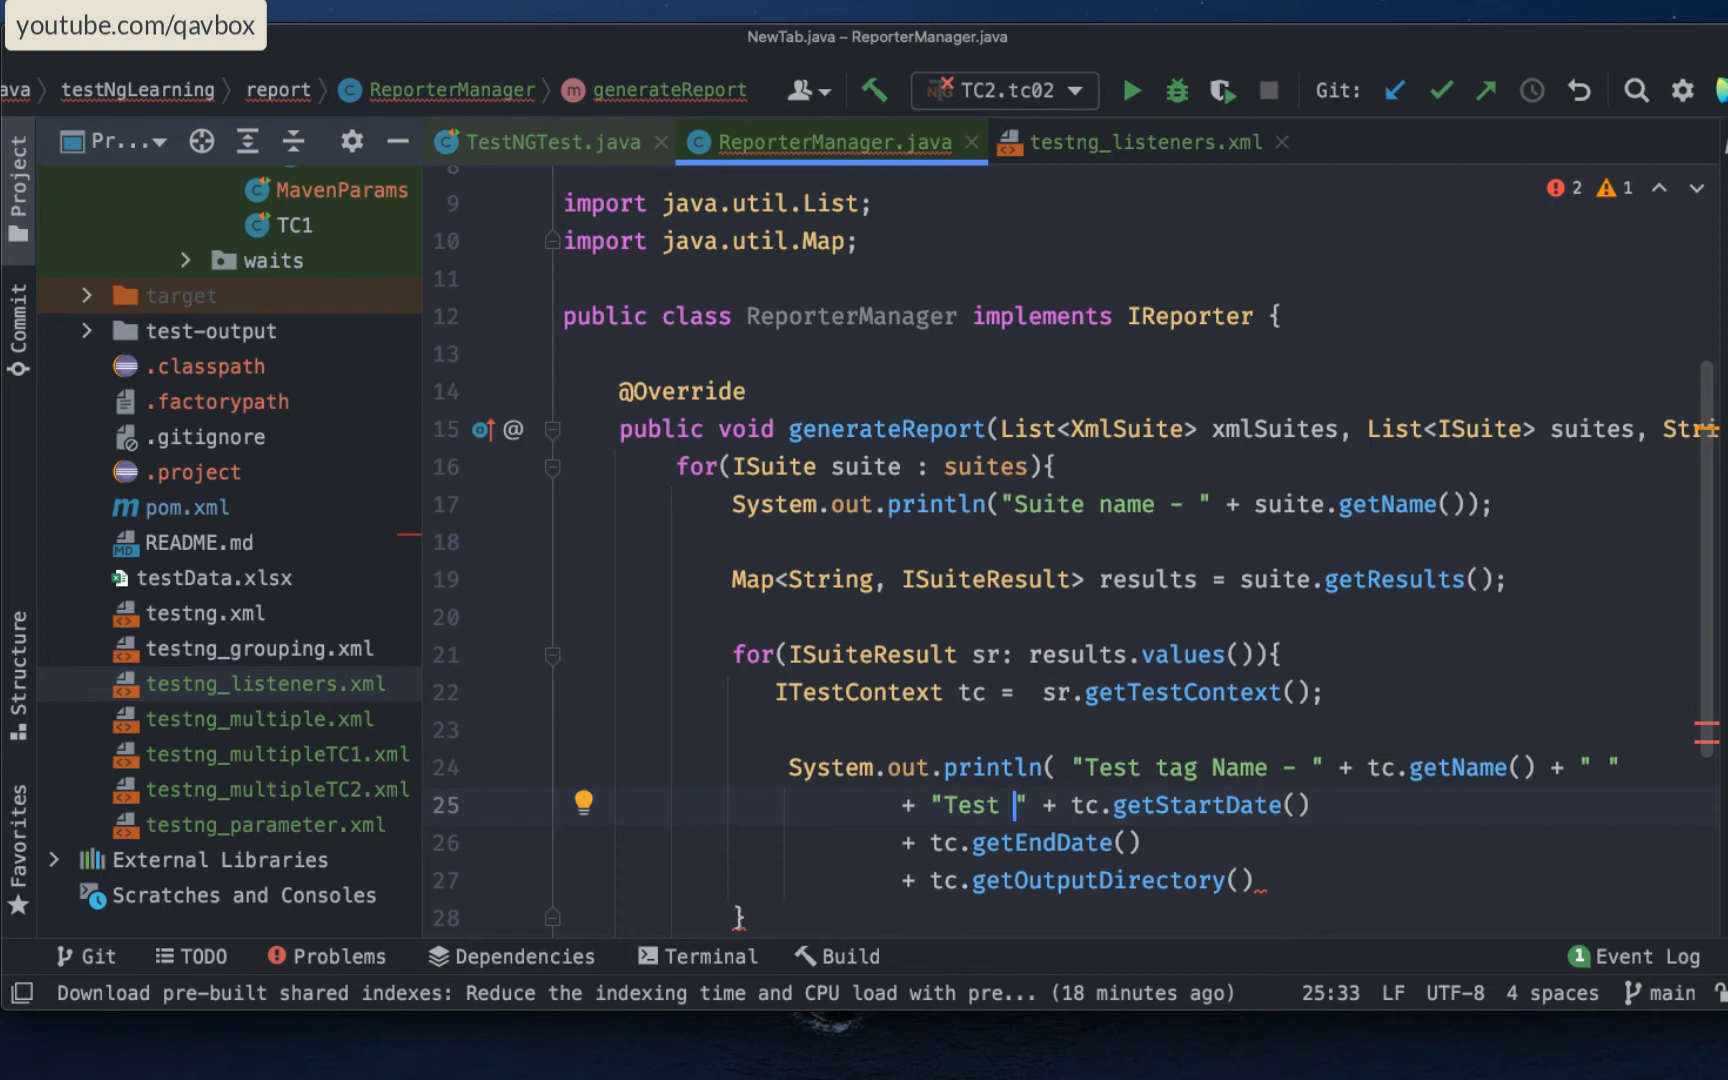 youtube.com/qavbox
NewTab.java – ReporterManager.java
ava testNgLearning report ReporterManager generateReport TC2.tc02 Git:
Pr... TestNGTest.java ReporterManager.java testng_listeners.xml
Project
Commit
Structure
Favorites
MavenParams
TC1
waits
target
test-output
.classpath
.factorypath
.gitignore
.project
pom.xml
README.md
testData.xlsx
testng.xml
testng_grouping.xml
testng_listeners.xml
testng_multiple.xml
testng_multipleTC1.xml
testng_multipleTC2.xml
testng_parameter.xml
External Libraries
Scratches and Consoles
2 1
8
9 import java.util.List;
10 import java.util.Map;
11
12 public class ReporterManager implements IReporter {
13
14 @Override
15 @ public void generateReport(List<XmlSuite> xmlSuites, List<ISuite> suites, Stri
16 for(ISuite suite : suites){
17 System.out.println("Suite name - " + suite.getName());
18
19 Map<String, ISuiteResult> results = suite.getResults();
20
21 for(ISuiteResult sr: results.values()){
22 ITestContext tc = sr.getTestContext();
23
24 System.out.println( "Test tag Name - " + tc.getName() + " "
25 + "Test " + tc.getStartDate()
26 + tc.getEndDate()
27 + tc.getOutputDirectory()
28 }
Git TODO Problems Dependencies Terminal Build 1 Event Log
Download pre-built shared indexes: Reduce the indexing time and CPU load with pre... (18 minutes ago) 25:33 LF UTF-8 4 spaces main